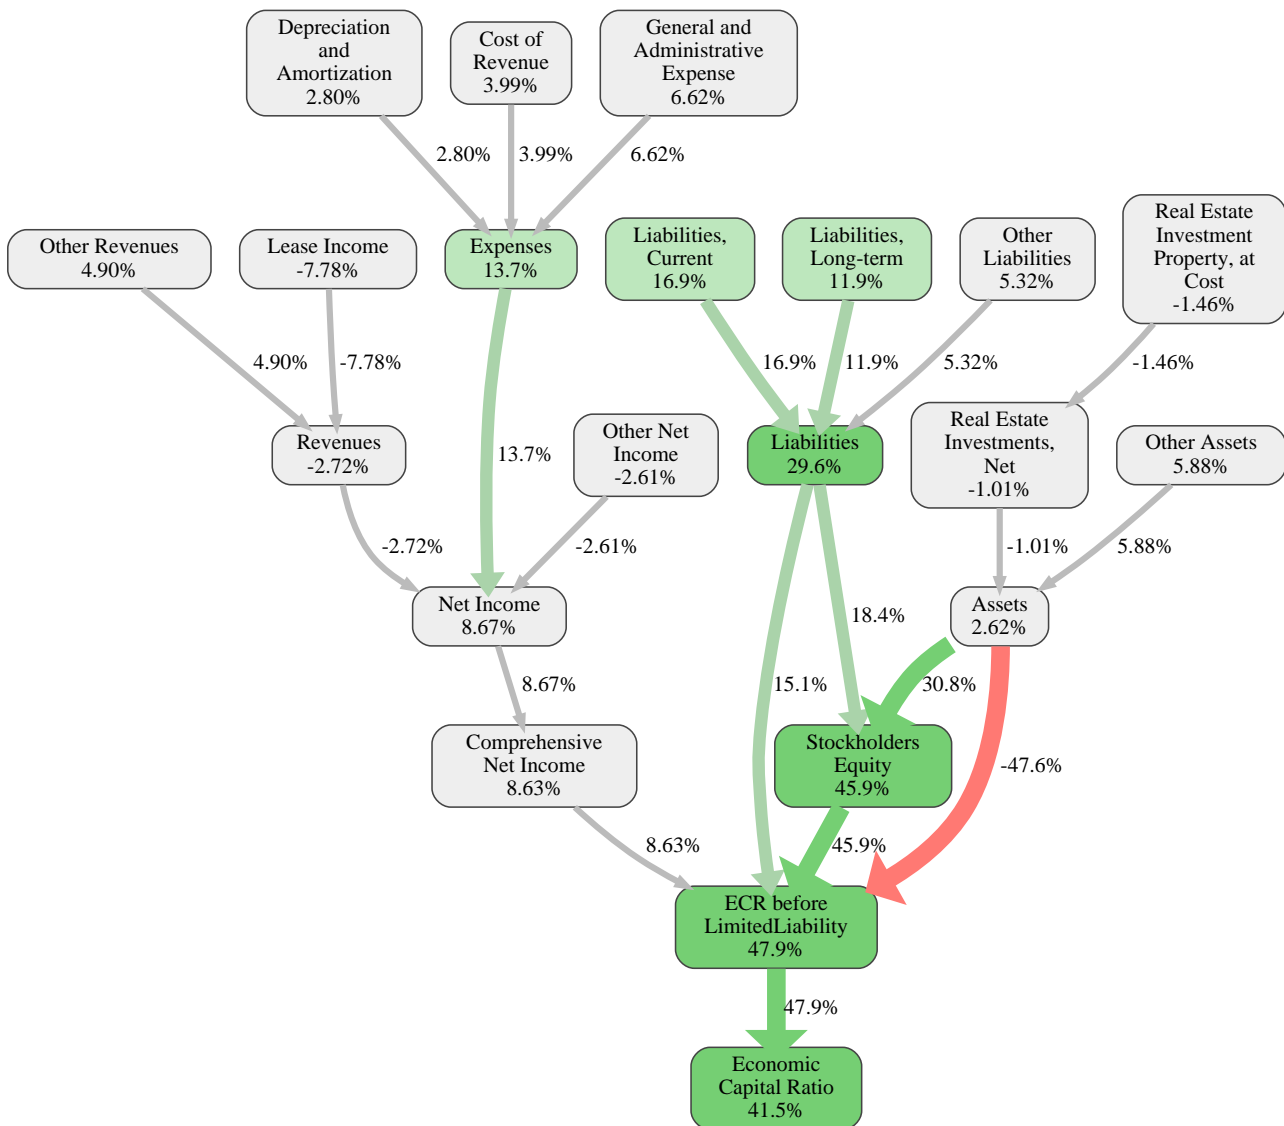 Depreciation
and
Amortization
2.80%
Cost of
Revenue
3.99%
General and
Administrative
Expense
6.62%
2.80%
3.99%
6.62%
Other Revenues
4.90%
Lease Income
-7.78%
Expenses
13.7%
Liabilities,
Current
16.9%
Liabilities,
Long-term
11.9%
Other
Liabilities
5.32%
Real Estate
Investment
Property, at
Cost
-1.46%
4.90%
-7.78%
16.9%
11.9%
5.32%
-1.46%
Revenues
-2.72%
13.7%
Other Net
Income
-2.61%
Liabilities
29.6%
Real Estate
Investments,
Net
-1.01%
Other Assets
5.88%
-2.72%
-2.61%
-1.01%
5.88%
Net Income
8.67%
18.4%
Assets
2.62%
8.67%
15.1%
30.8%
Comprehensive
Net Income
8.63%
Stockholders
Equity
45.9%
-47.6%
8.63%
45.9%
ECR before
LimitedLiability
47.9%
47.9%
Economic
Capital Ratio
41.5%